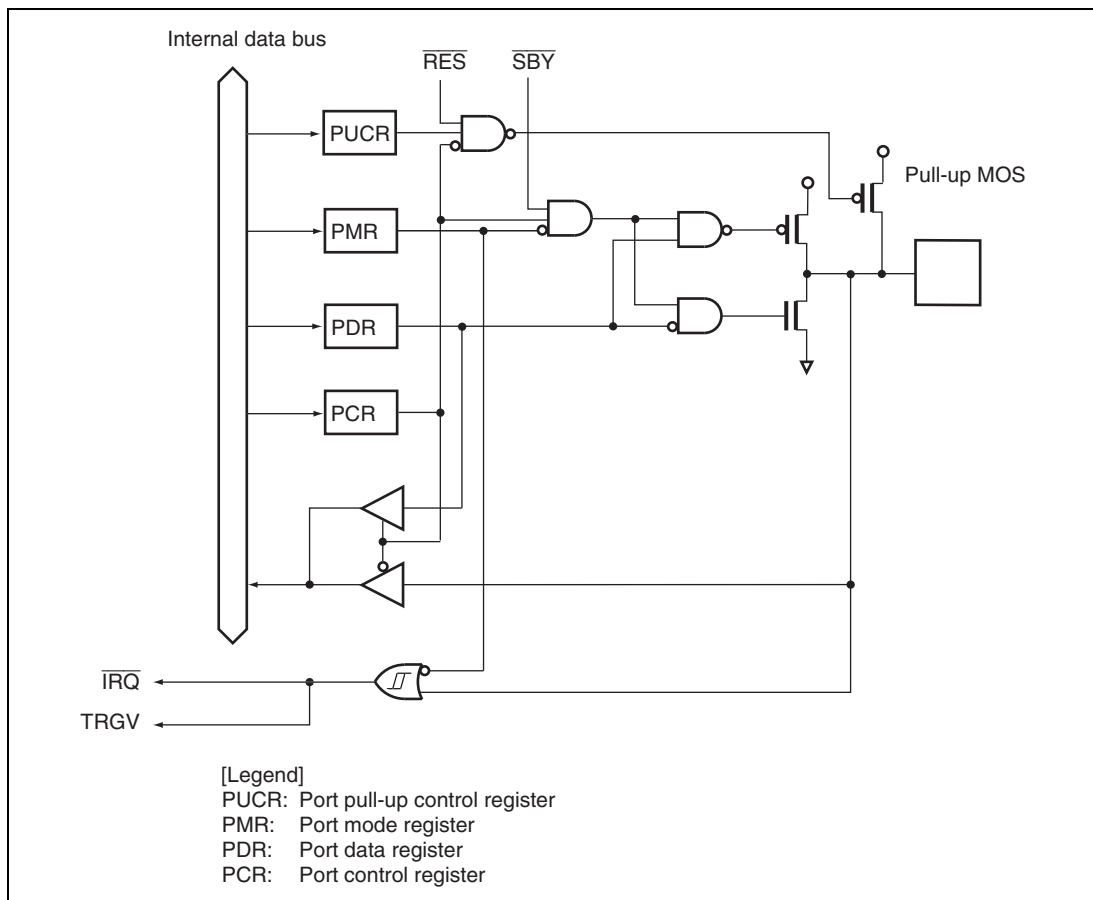 Internal data bus
RES
SBY
PUCR
Pull-up MOS
PMR
PDR
PCR
IRQ
TRGV
[Legend]
PUCR: Port pull-up control register
PMR: Port mode register
PDR: Port data register
PCR: Port control register